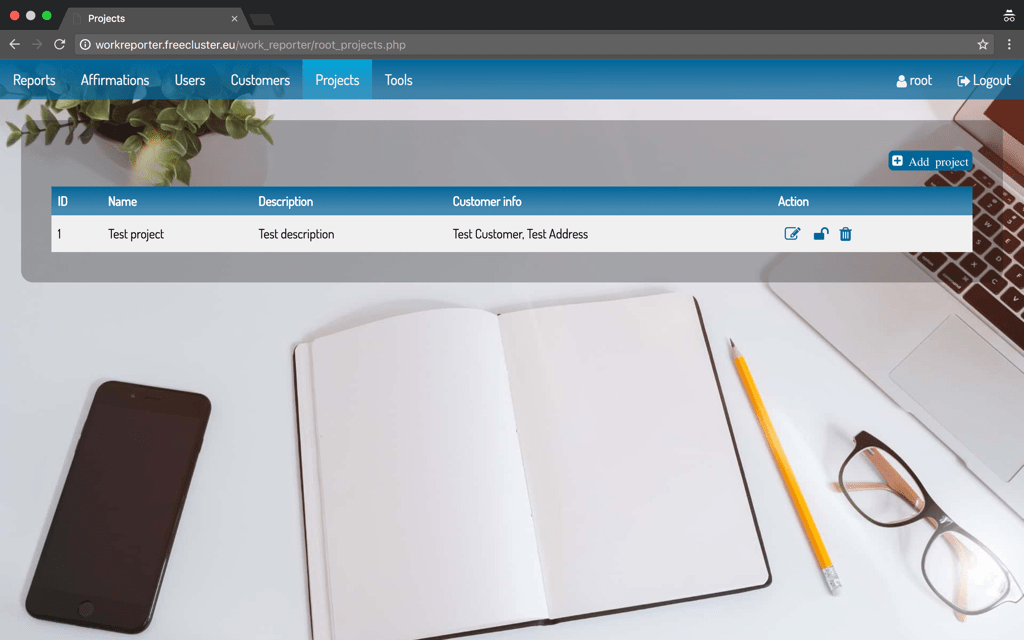 Projects
workreporter.freecluster.eu/work_reporter/root_projects.php
Reports Affirmations Users Customers Projects Tools root Logout
Add project
ID Name Description Customer info Action
1 Test project Test description Test Customer, Test Address